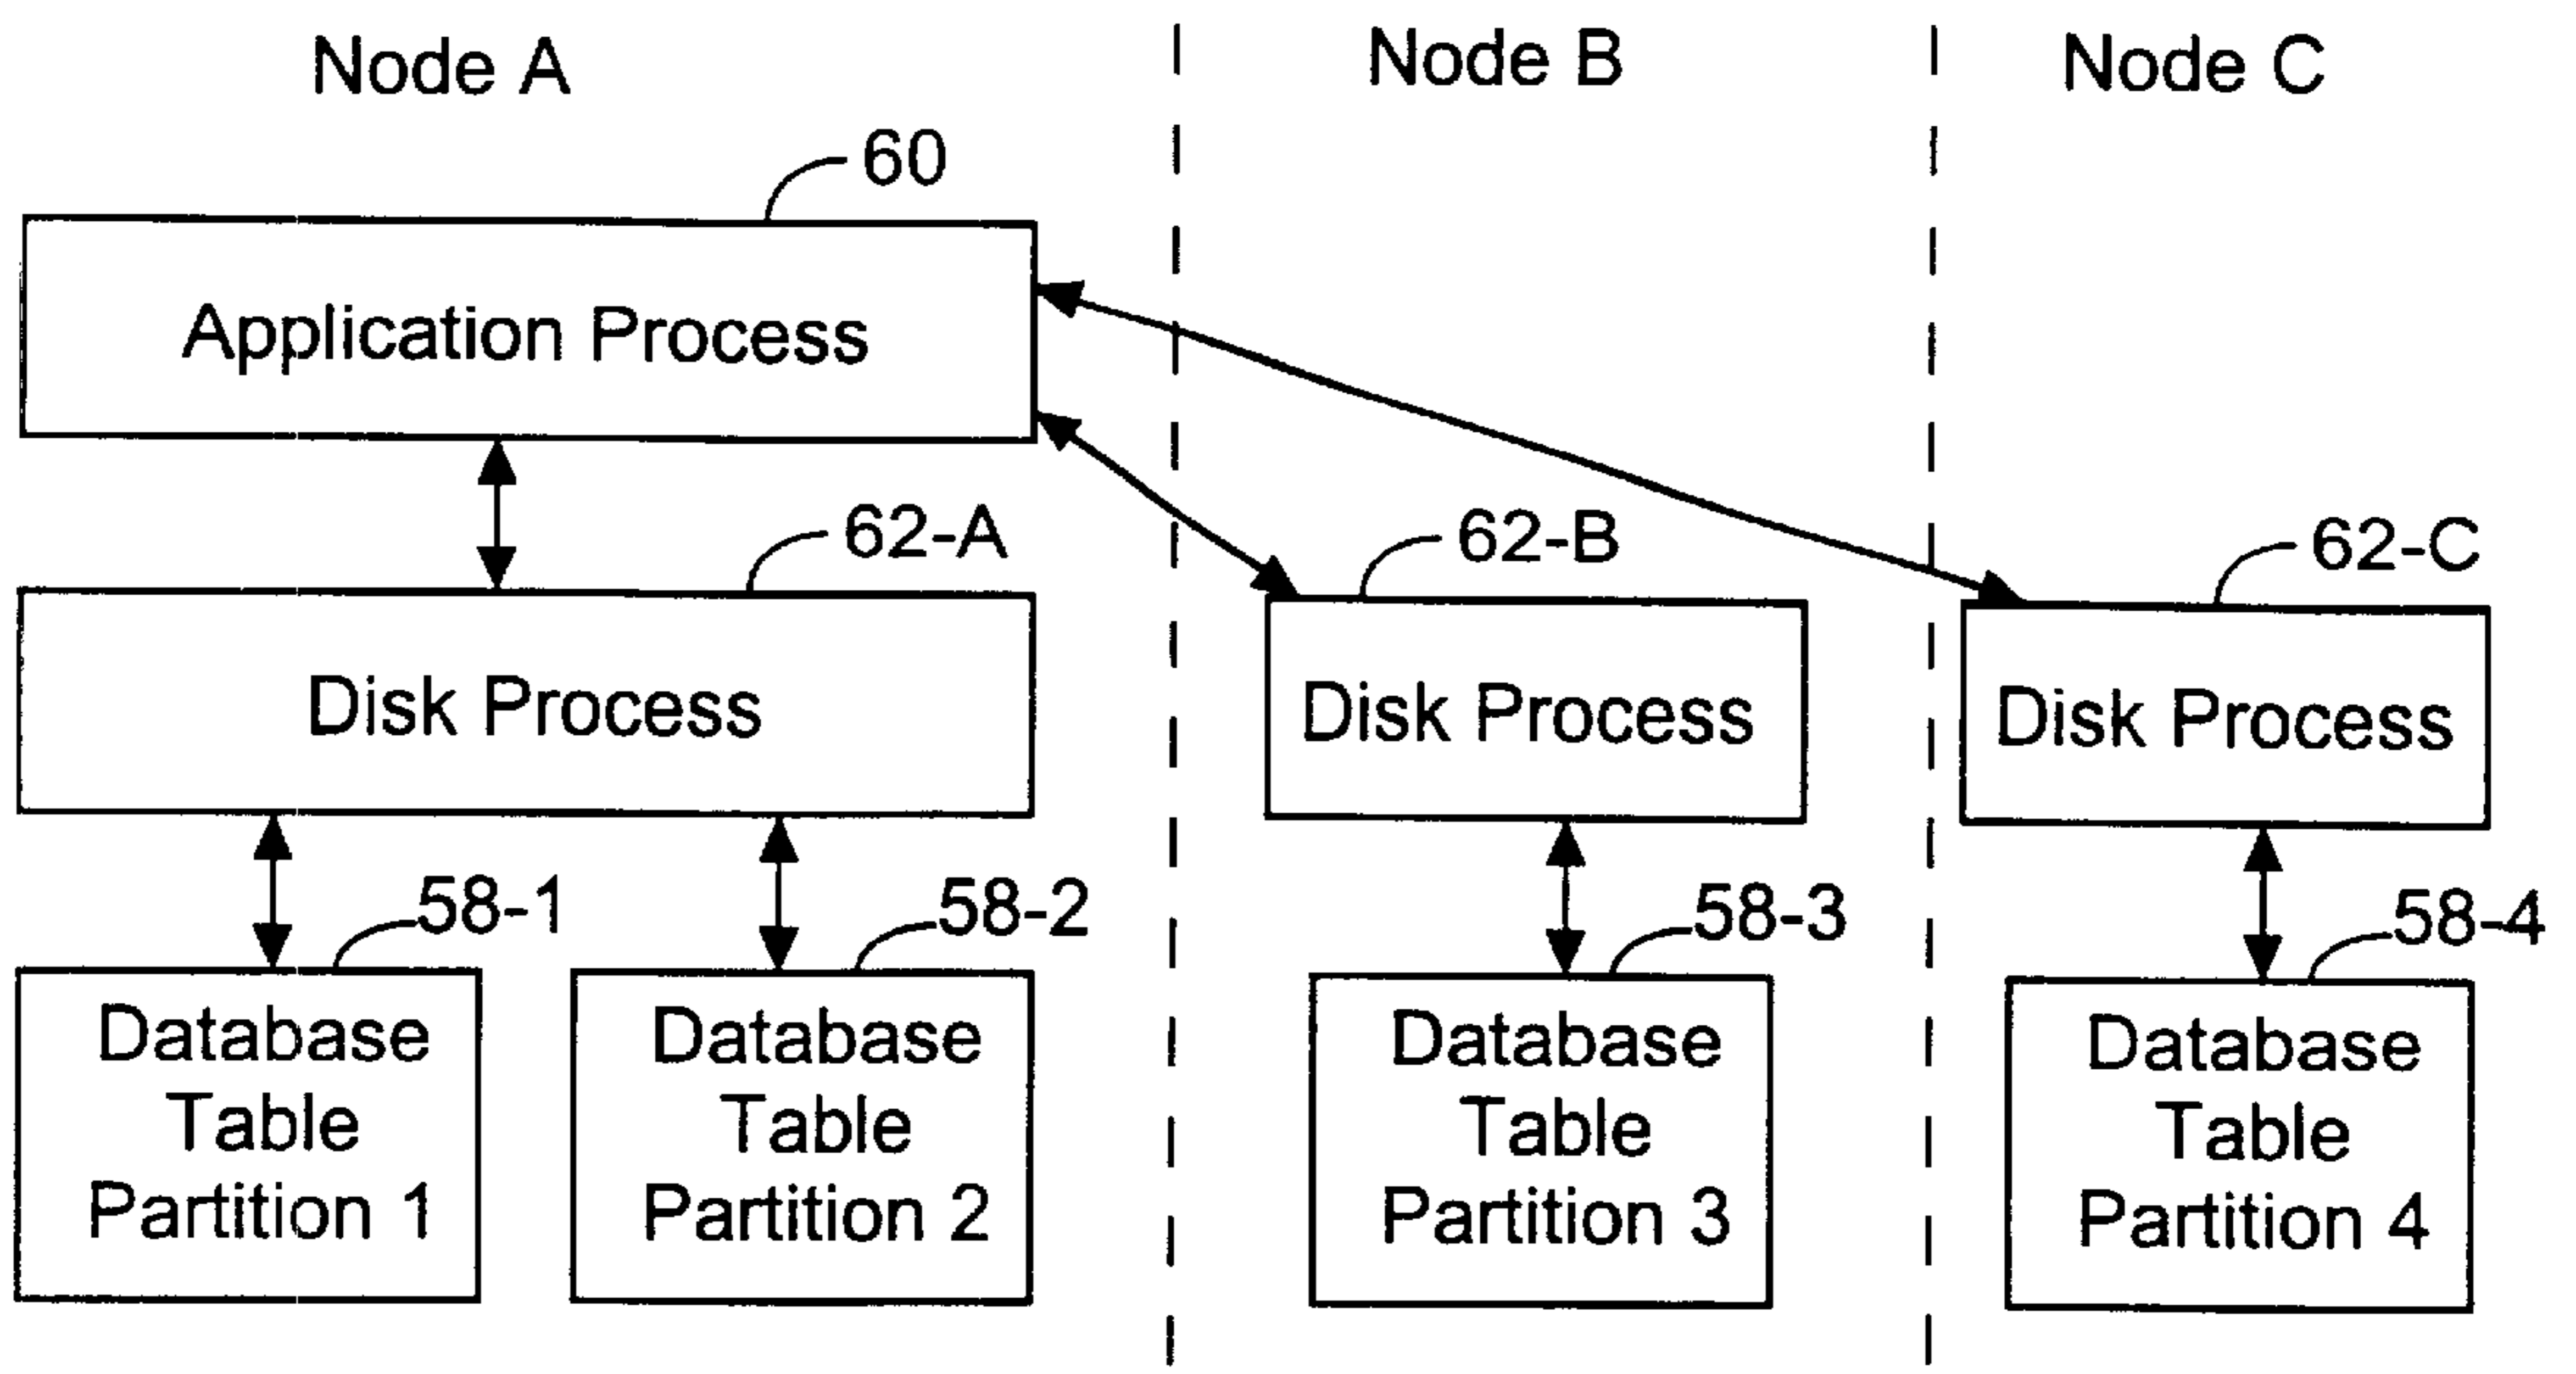 Node A
Node B
Node C
60
Application Process
62-A
62-B
62-C
Disk Process
Disk Process
Disk Process
58-1
58-2
58-3
58-4
Database
Table
Partition 1
Database
Table
Partition 2
Database
Table
Partition 3
Database
Table
Partition 4